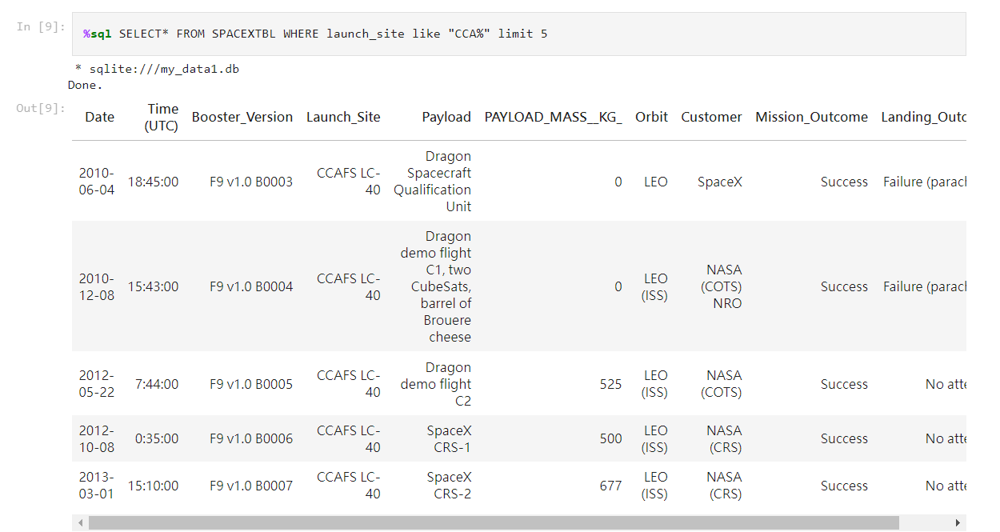 In [9]:
%sql SELECT* FROM SPACEXTBL WHERE launch_site like "CCA%" limit 5
* sqlite:///my_data1.db
Done.
Out[9]:
Date Time (UTC) Booster_Version Launch_Site Payload PAYLOAD_MASS__KG_ Orbit Customer Mission_Outcome Landing_Outc
2010-06-04 18:45:00 F9 v1.0 B0003 CCAFS LC-40 Dragon Spacecraft Qualification Unit 0 LEO SpaceX Success Failure (parach
2010-12-08 15:43:00 F9 v1.0 B0004 CCAFS LC-40 Dragon demo flight C1, two CubeSats, barrel of Brouere cheese 0 LEO (ISS) NASA (COTS) NRO Success Failure (parach
2012-05-22 7:44:00 F9 v1.0 B0005 CCAFS LC-40 Dragon demo flight C2 525 LEO (ISS) NASA (COTS) Success No atte
2012-10-08 0:35:00 F9 v1.0 B0006 CCAFS LC-40 SpaceX CRS-1 500 LEO (ISS) NASA (CRS) Success No atte
2013-03-01 15:10:00 F9 v1.0 B0007 CCAFS LC-40 SpaceX CRS-2 677 LEO (ISS) NASA (CRS) Success No atte